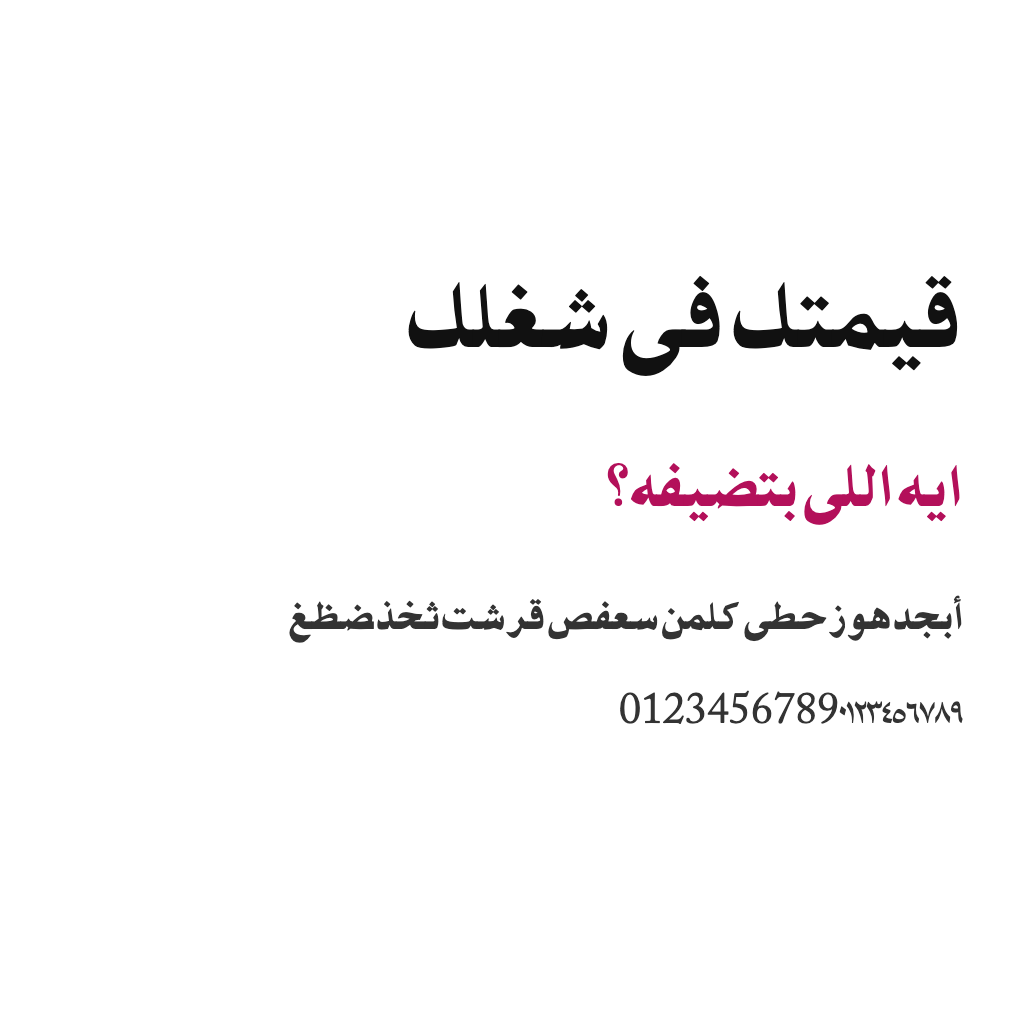 قيمتك فى شغلك
ايه اللى بتضيفه؟
أبجد هوز حطى كلمن سعفص قرشت ثخذ ضظغ
0123456789٠١٢٣٤٥٦٧٨٩